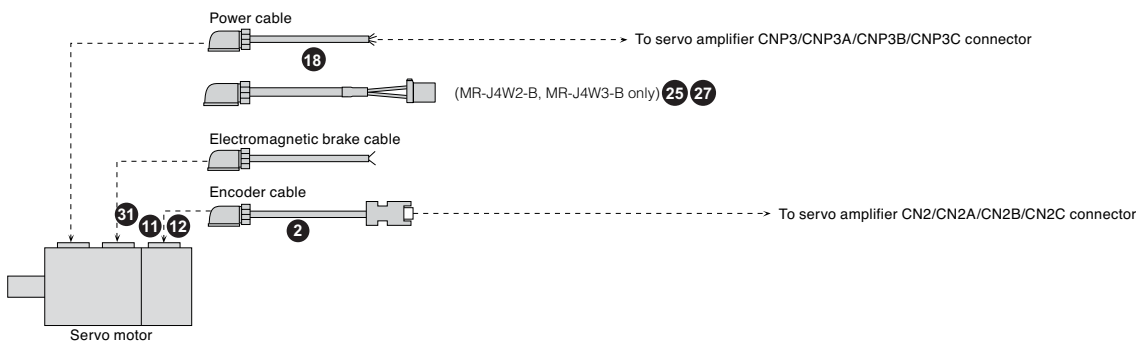 Power cable
To servo amplifier CNP3/CNP3A/CNP3B/CNP3C connector
18
(MR-J4W2-B, MR-J4W3-B only) 25 27
Electromagnetic brake cable
Encoder cable
31 11 12
2
To servo amplifier CN2/CN2A/CN2B/CN2C connector
Servo motor